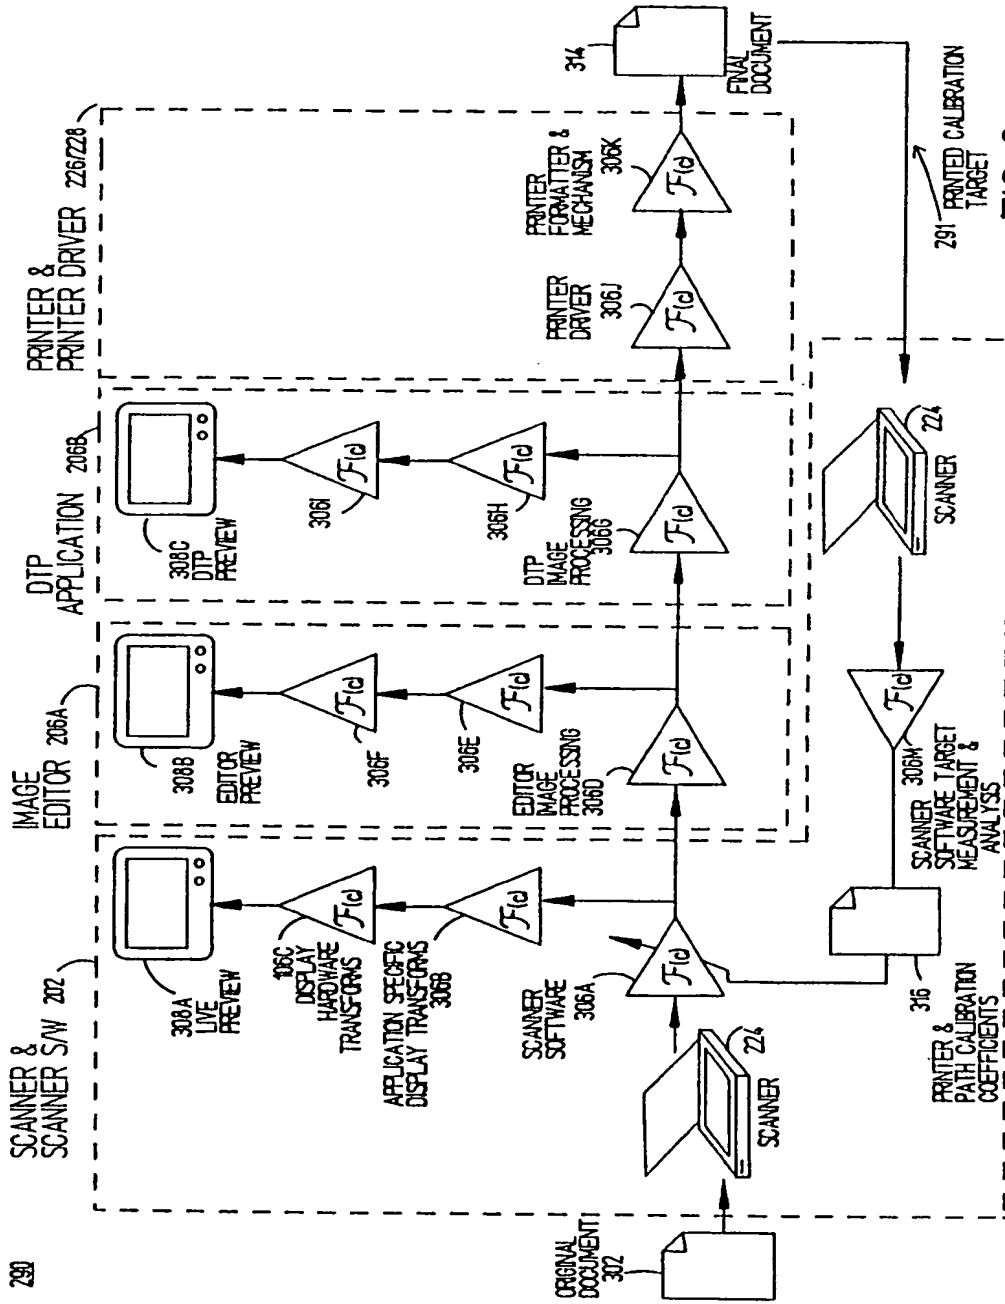 290
SCANNER &
SCANNER S/W 202
IMAGE
EDITOR 206A
DTP
APPLICATION 206B
PRINTER &
PRINTER DRIVER 226/228
308A
LIVE
PREVIEW
308B
EDITOR
PREVIEW
308C
DTP
PREVIEW
106C
DISPLAY
HARDWARE
TRANSFORMS
F(c)
306F
F(c)
306I
F(c)
APPLICATION SPECIFIC
DISPLAY TRANSFORMS
306B
F(c)
306E
F(c)
306H
F(c)
SCANNER
SOFTWARE
306A
F(c)
EDITOR
IMAGE
PROCESSING
306D
F(c)
DTP
IMAGE
PROCESSING
306G
F(c)
PRINTER
DRIVER
306J
F(c)
PRINTER
FORMATTER &
MECHANISM
306K
F(c)
314
FINAL
DOCUMENT
ORIGINAL
DOCUMENT
302
224
SCANNER
316
PRINTER &
PATH CALIBRATION
COEFFICIENTS
F(c)
306M
SCANNER
SOFTWARE TARGET
MEASUREMENT &
ANALYSIS
224
SCANNER
291
PRINTED CALIBRATION
TARGET